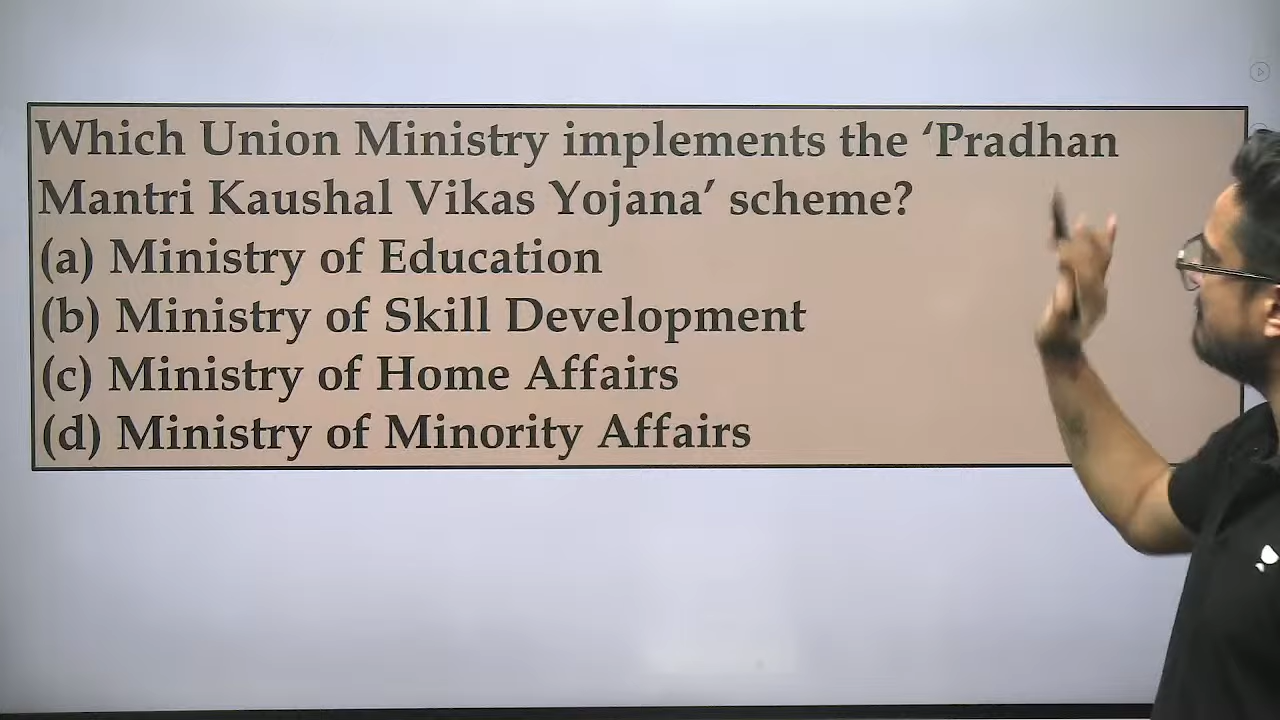 Which Union Ministry implements the ‘Pradhan
Mantri Kaushal Vikas Yojana’ scheme?
(a) Ministry of Education
(b) Ministry of Skill Development
(c) Ministry of Home Affairs
(d) Ministry of Minority Affairs